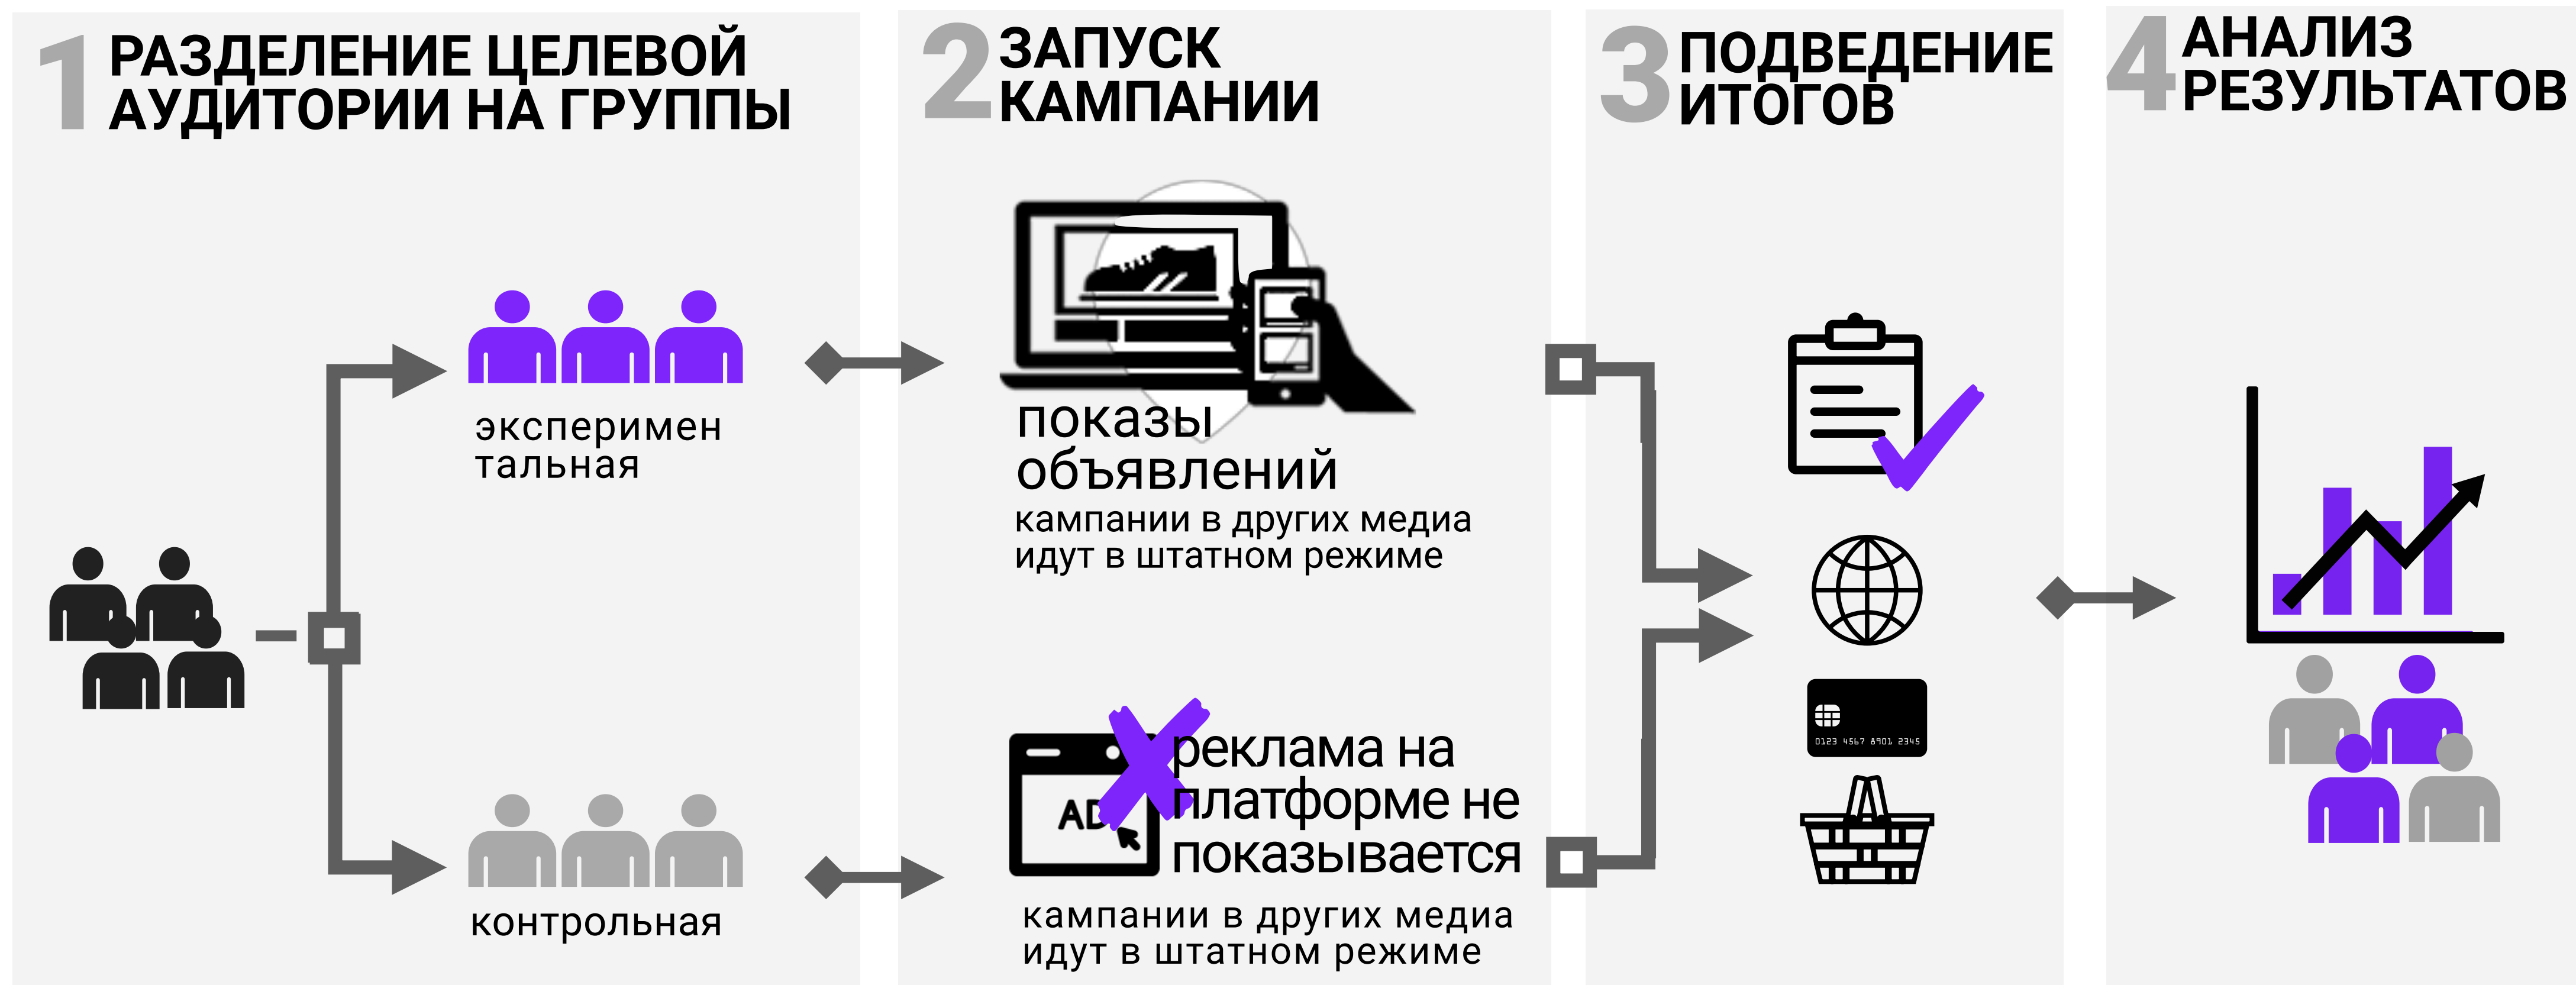 1 РАЗДЕЛЕНИЕ ЦЕЛЕВОЙ
АУДИТОРИИ НА ГРУППЫ
эксперимен
тальная
контрольная
2 ЗАПУСК
КАМПАНИИ
показы
объявлений
кампании в других медиа
идут в штатном режиме
AD
реклама на
платформе не
показывается
кампании в других медиа
идут в штатном режиме
3 ПОДВЕДЕНИЕ
ИТОГОВ
0123 4567 8901 2345
4 АНАЛИЗ
РЕЗУЛЬТАТОВ